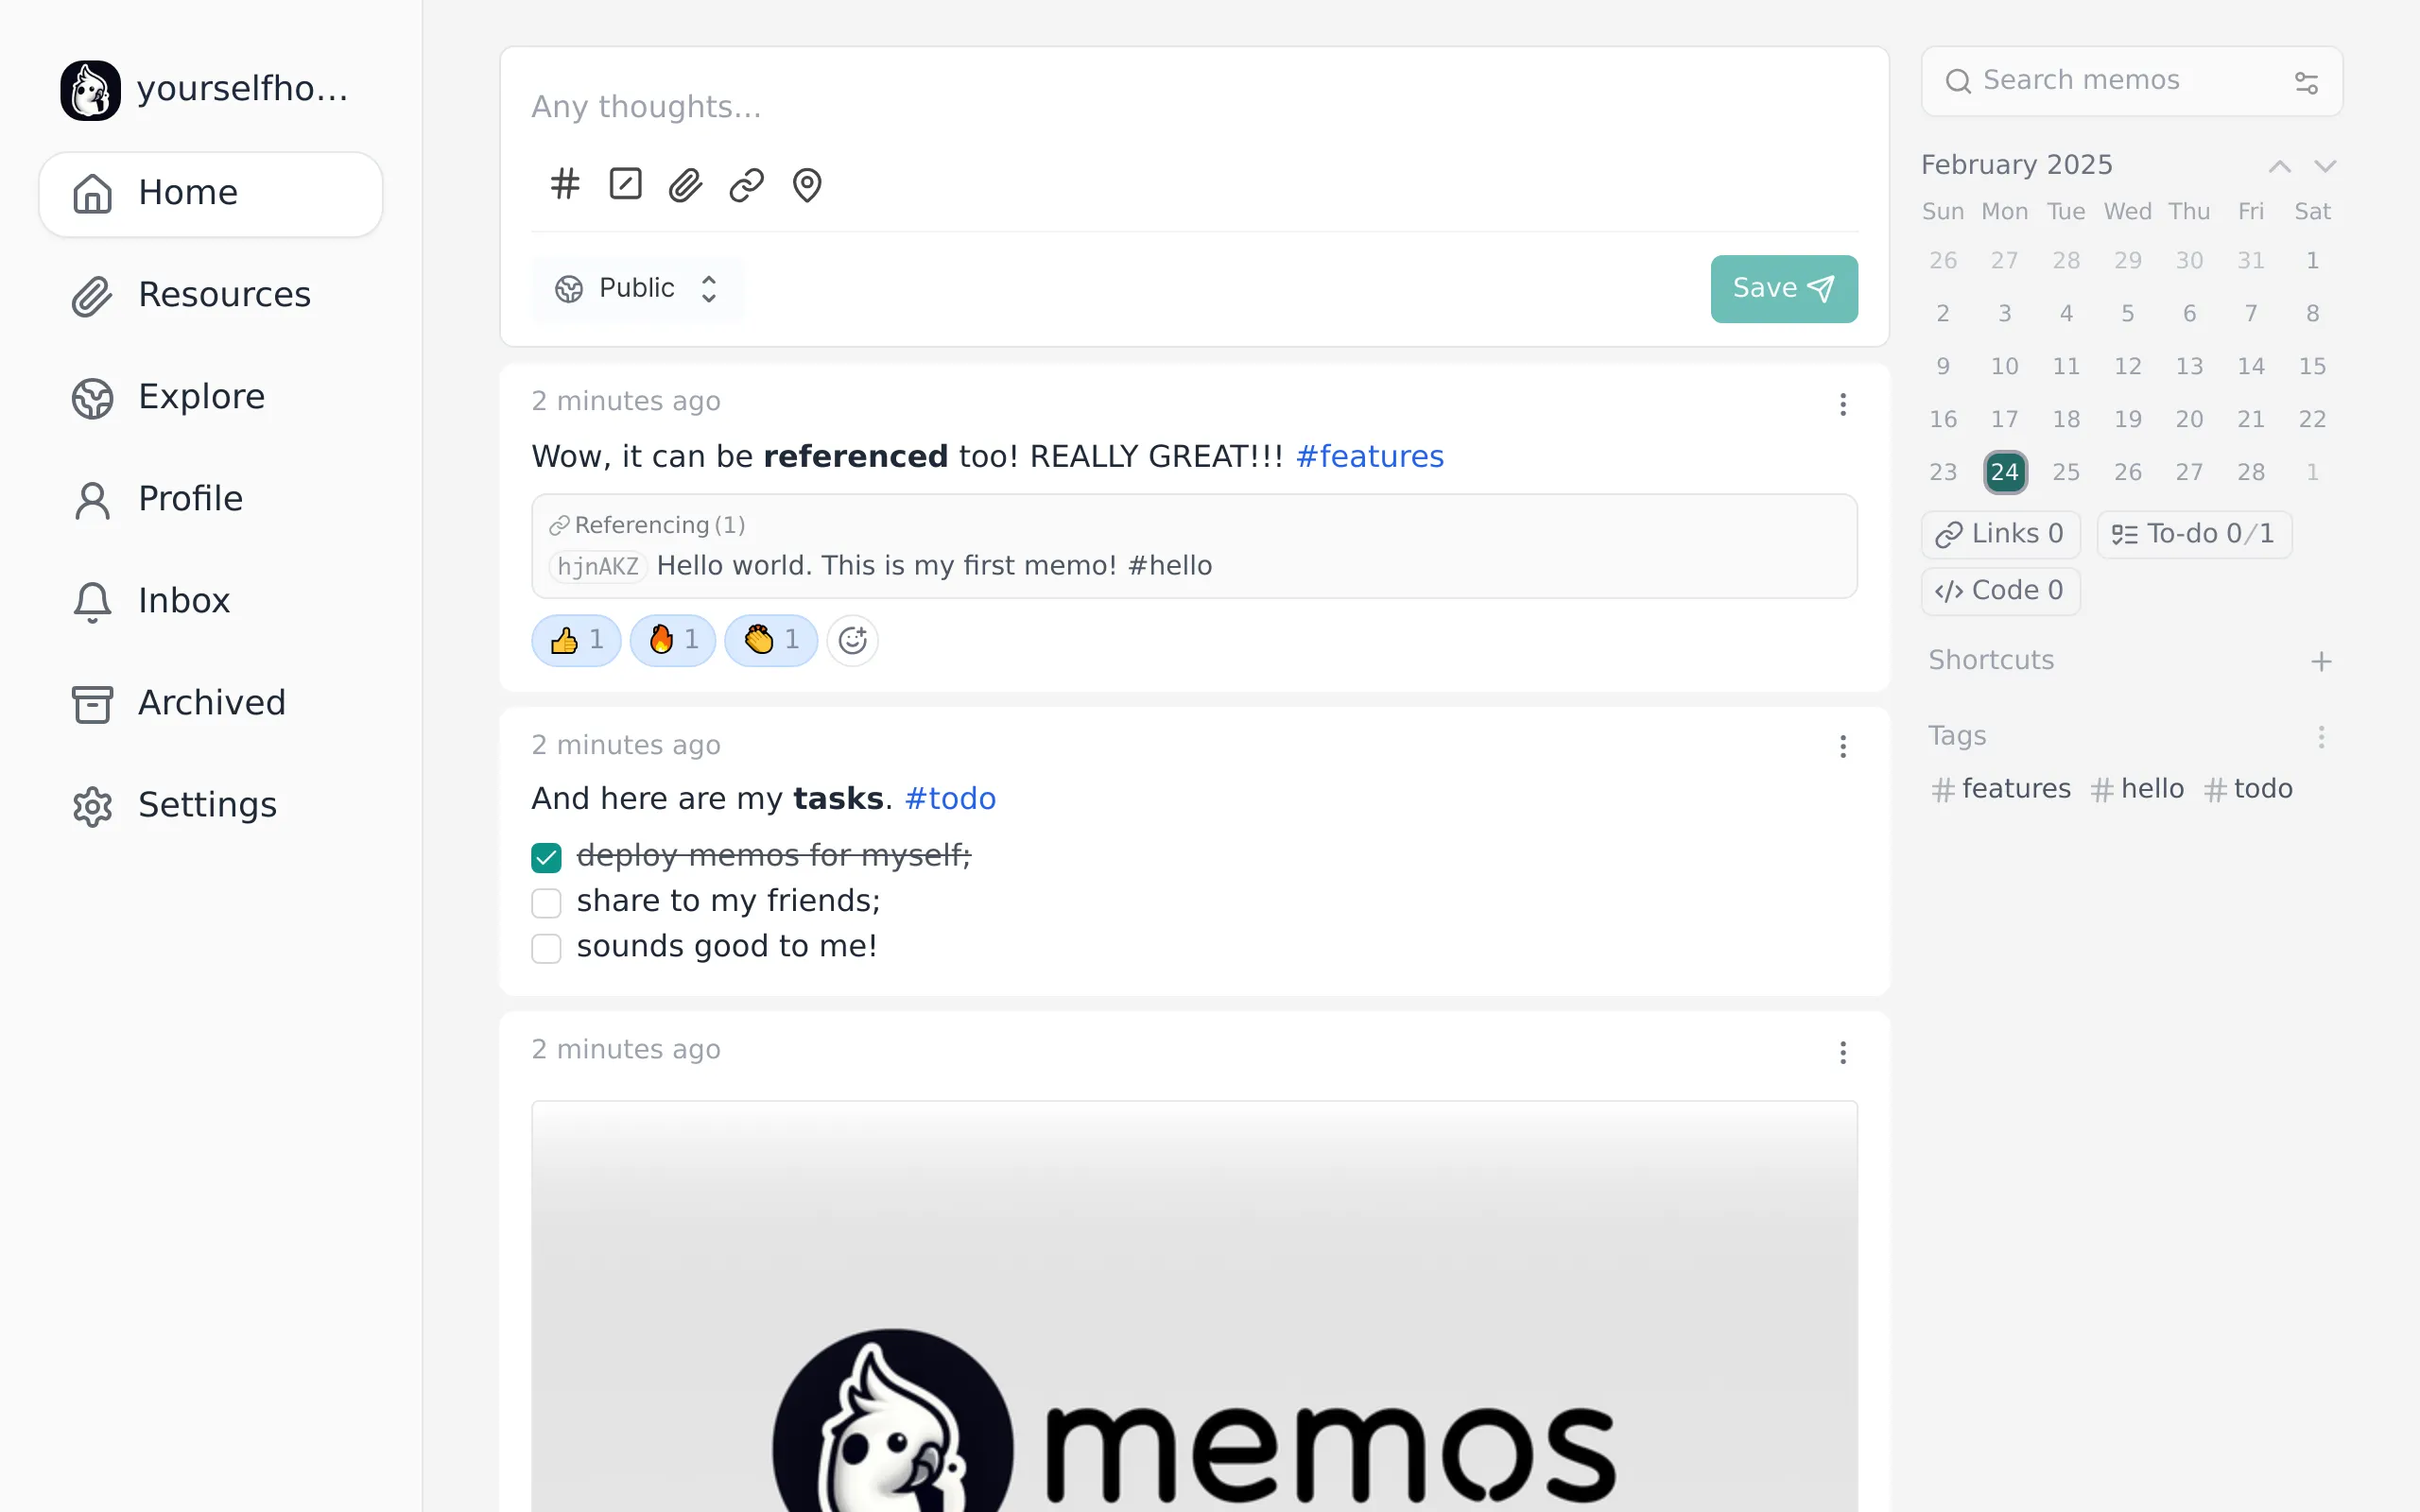 yourselfho...
Home
Resources
Explore
Profile
Inbox
Archived
Settings
Any thoughts...
Public
Save
2 minutes ago
Wow, it can be referenced too! REALLY GREAT!!! #features
Referencing (1)
hjnAKZ Hello world. This is my first memo! #hello
👍 1 🔥 1 👏 1
2 minutes ago
And here are my tasks. #todo
deploy memos for myself;
share to my friends;
sounds good to me!
2 minutes ago
memos
Search memos
February 2025
Sun Mon Tue Wed Thu Fri Sat
26 27 28 29 30 31 1
2 3 4 5 6 7 8
9 10 11 12 13 14 15
16 17 18 19 20 21 22
23 24 25 26 27 28 1
Links 0 To-do 0/1
Code 0
Shortcuts
Tags
# features # hello # todo